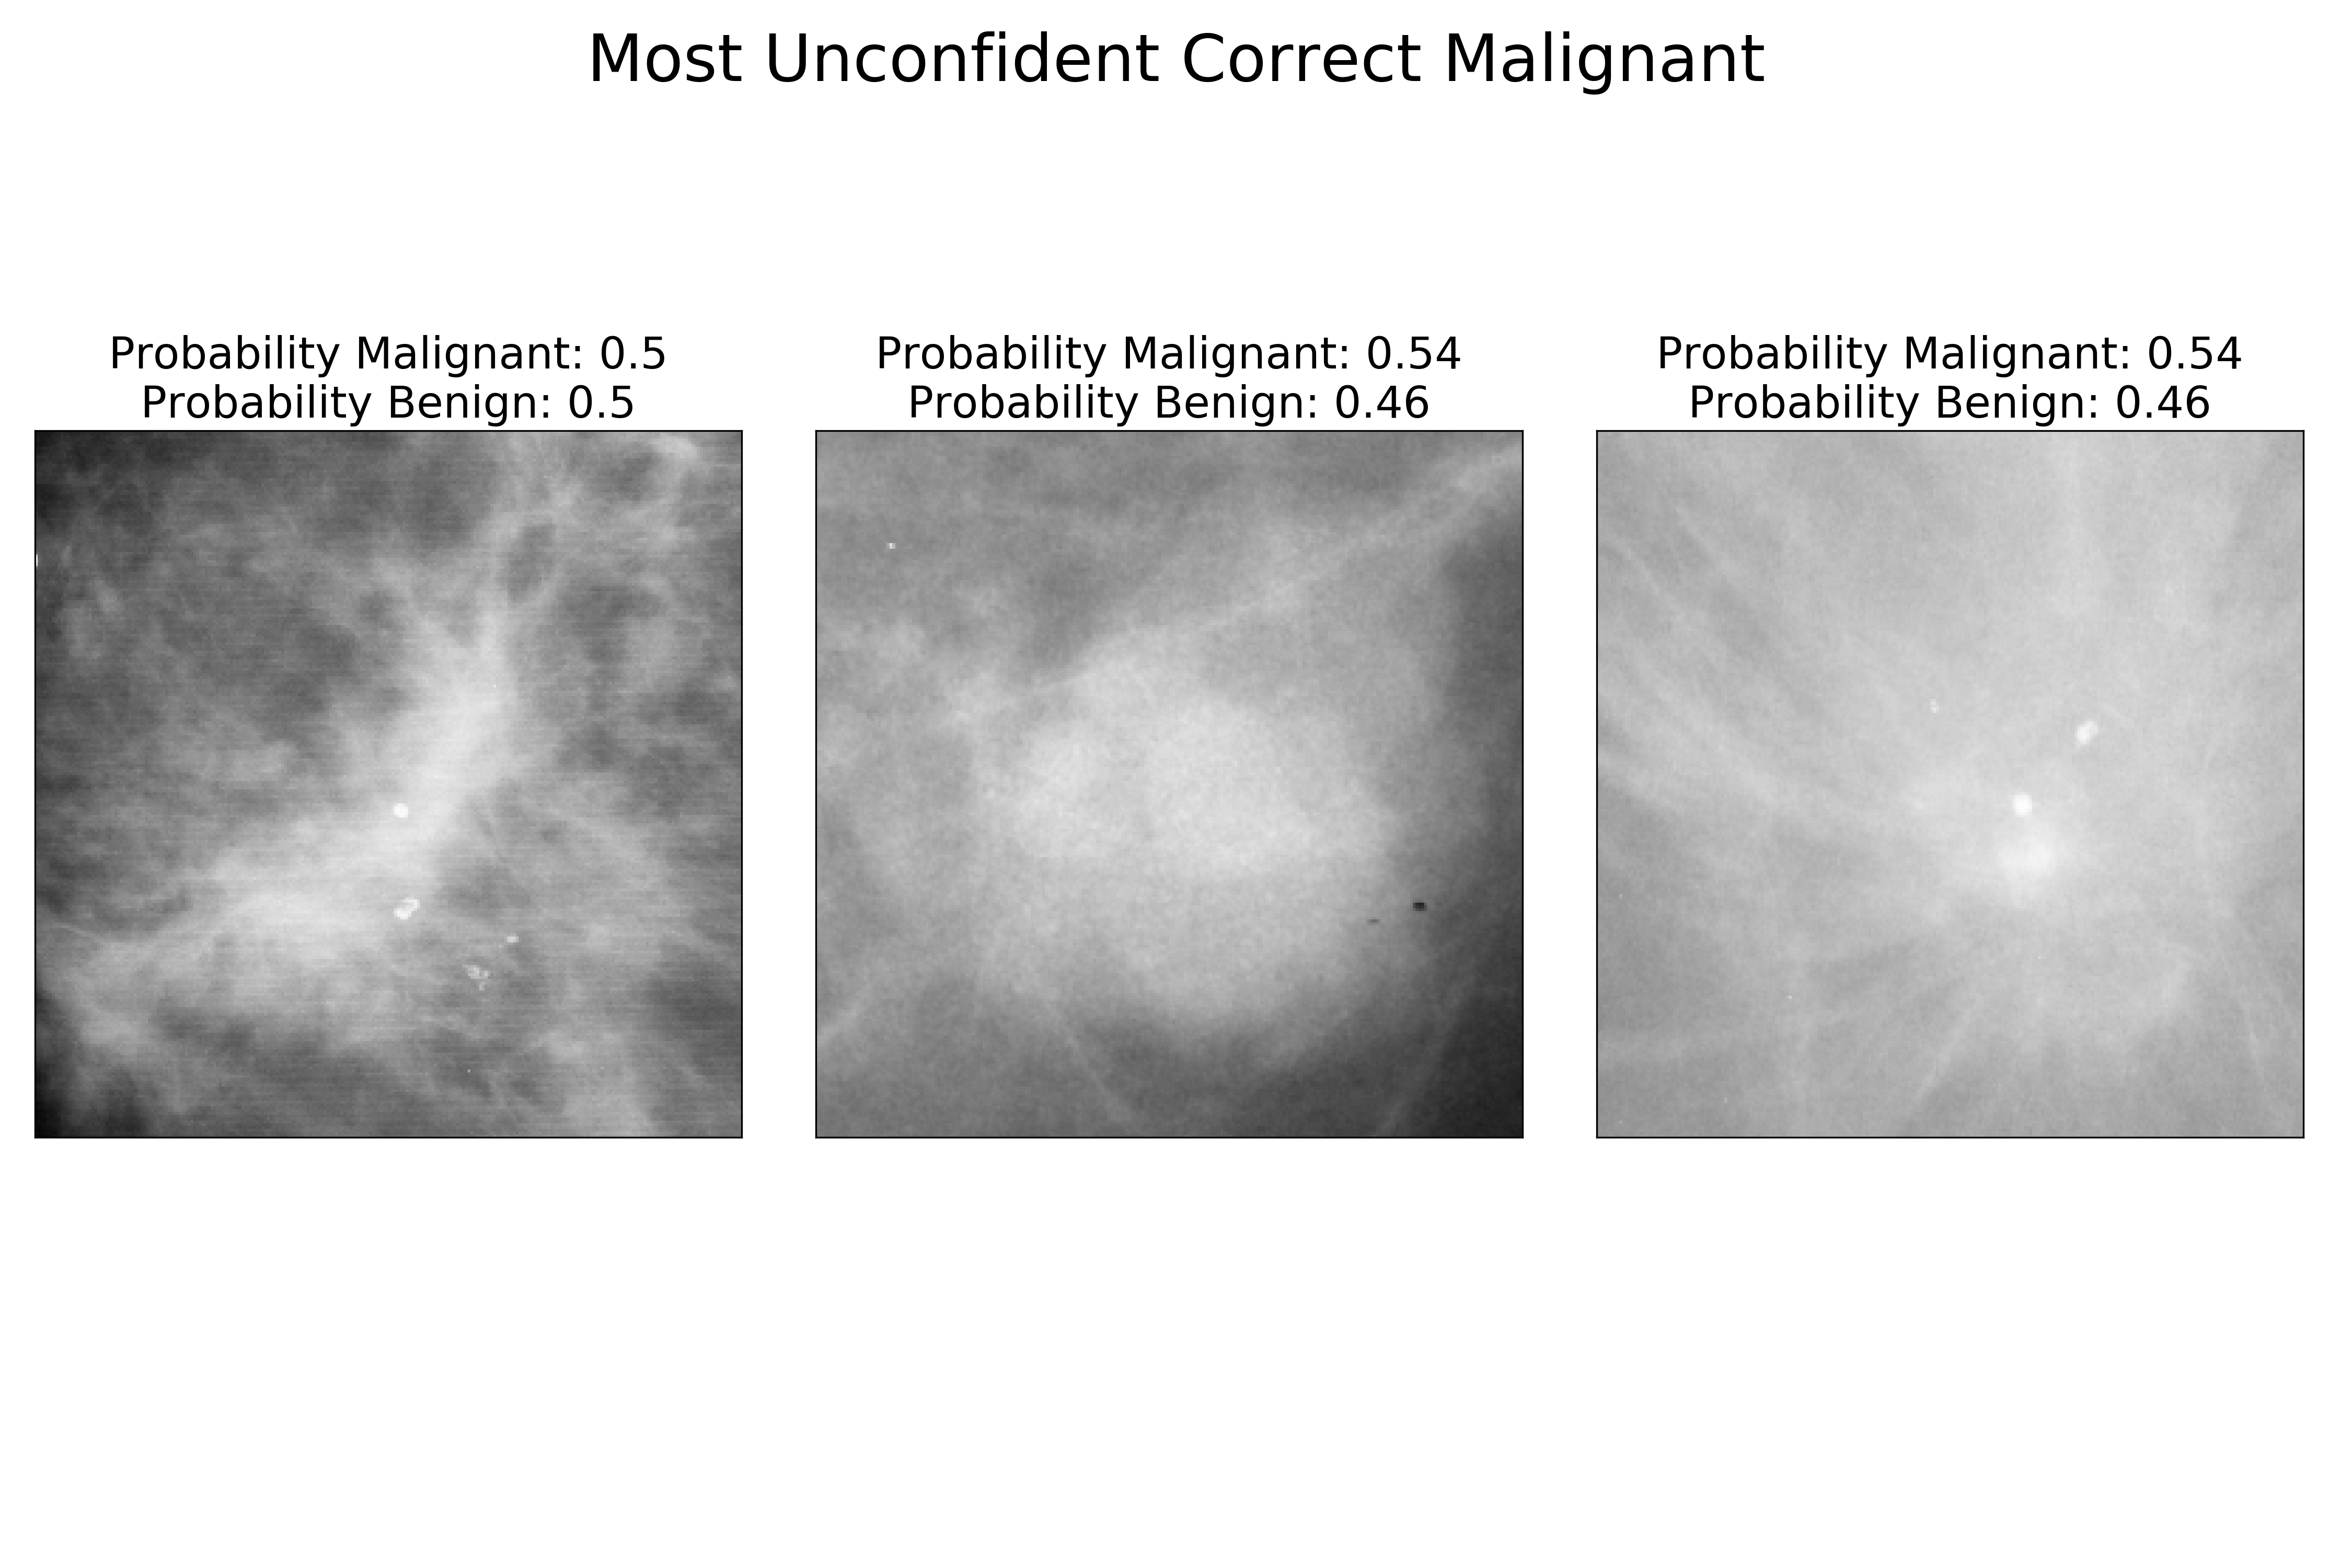 Most Unconfident Correct Malignant
Probability Malignant: 0.5
Probability Benign: 0.5
Probability Malignant: 0.54
Probability Benign: 0.46
Probability Malignant: 0.54
Probability Benign: 0.46